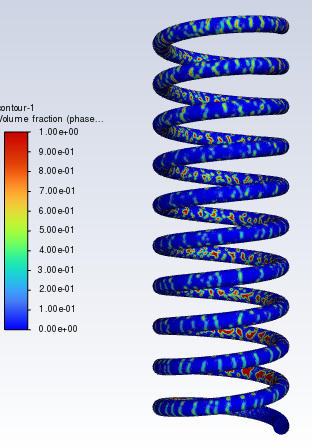 contour-1
Volume fraction (phase...
1.00e+00
9.00e-01
8.00e-01
7.00e-01
6.00e-01
5.00e-01
4.00e-01
3.00e-01
2.00e-01
1.00e-01
0.00e+00